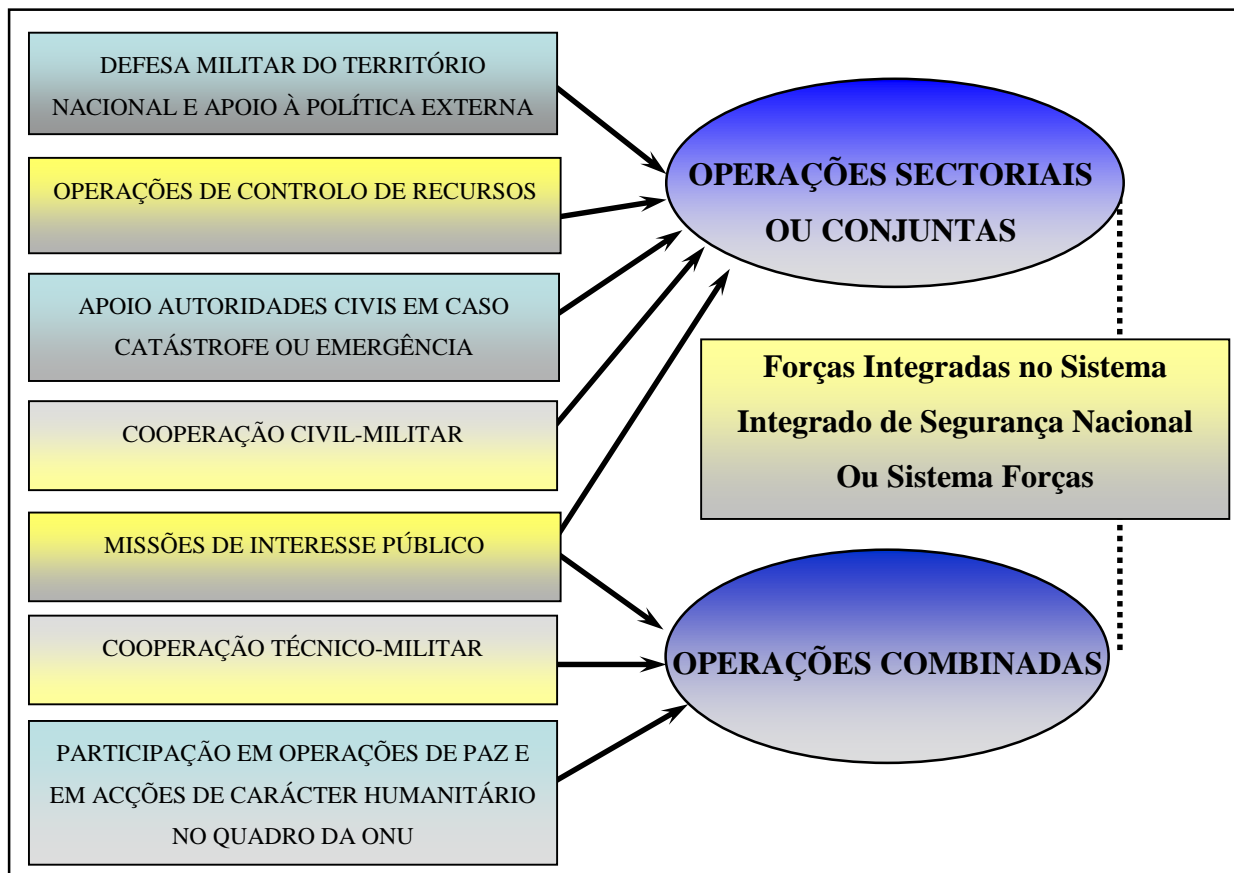 DEFESA MILITAR DO TERRITÓRIO
NACIONAL E APOIO À POLÍTICA EXTERNA
OPERAÇÕES DE CONTROLO DE RECURSOS
APOIO AUTORIDADES CIVIS EM CASO
CATÁSTROFE OU EMERGÊNCIA
COOPERAÇÃO CIVIL-MILITAR
MISSÕES DE INTERESSE PÚBLICO
COOPERAÇÃO TÉCNICO-MILITAR
PARTICIPAÇÃO EM OPERAÇÕES DE PAZ E
EM ACÇÕES DE CARÁCTER HUMANITÁRIO
NO QUADRO DA ONU
OPERAÇÕES SECTORIAIS
OU CONJUNTAS
Forças Integradas no Sistema
Integrado de Segurança Nacional
Ou Sistema Forças
OPERAÇÕES COMBINADAS